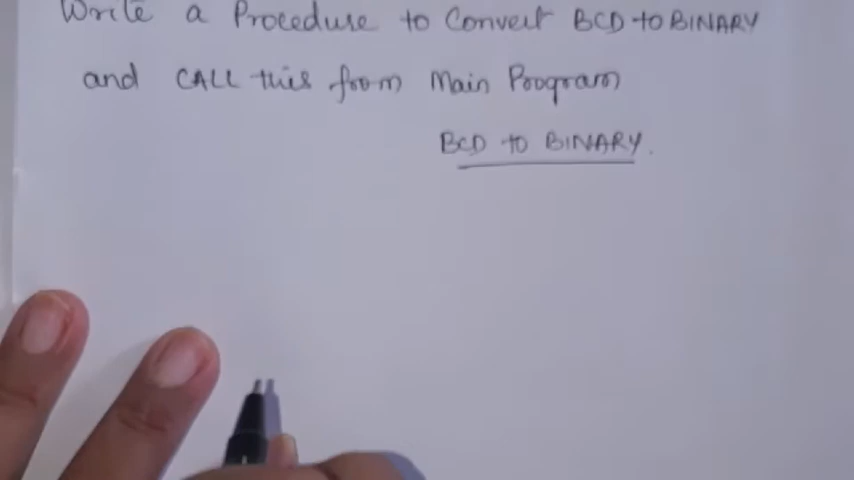 Write a Procedure to Convert BCD to BINARY
and CALL this from Main Program
BCD to BINARY.